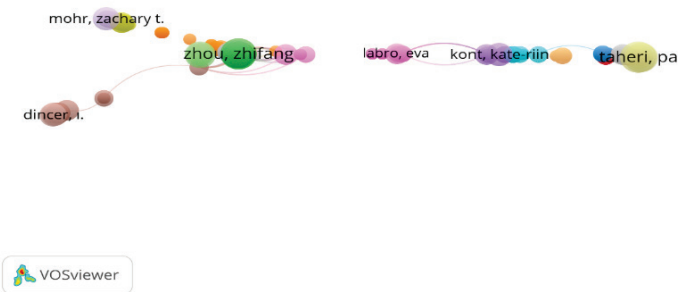 mohr, zachary t.
zhou, zhifang
labro, eva
kont, kate-riin
taheri, pa
dincer, i.
VOSviewer